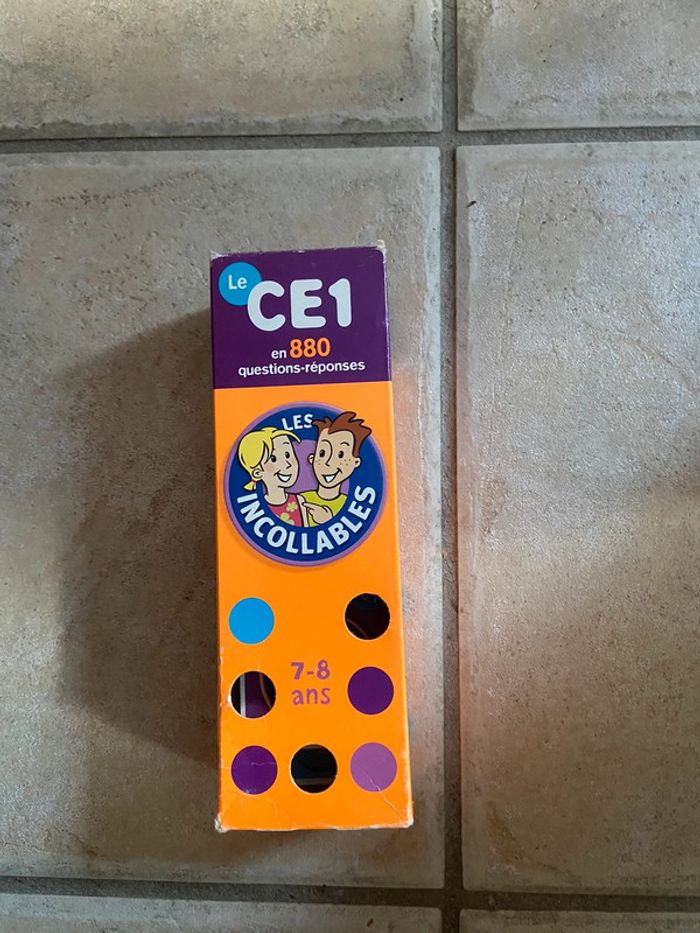 Le
CE1
en 880
questions-réponses
LES
INCOLLABLES
7-8
ans